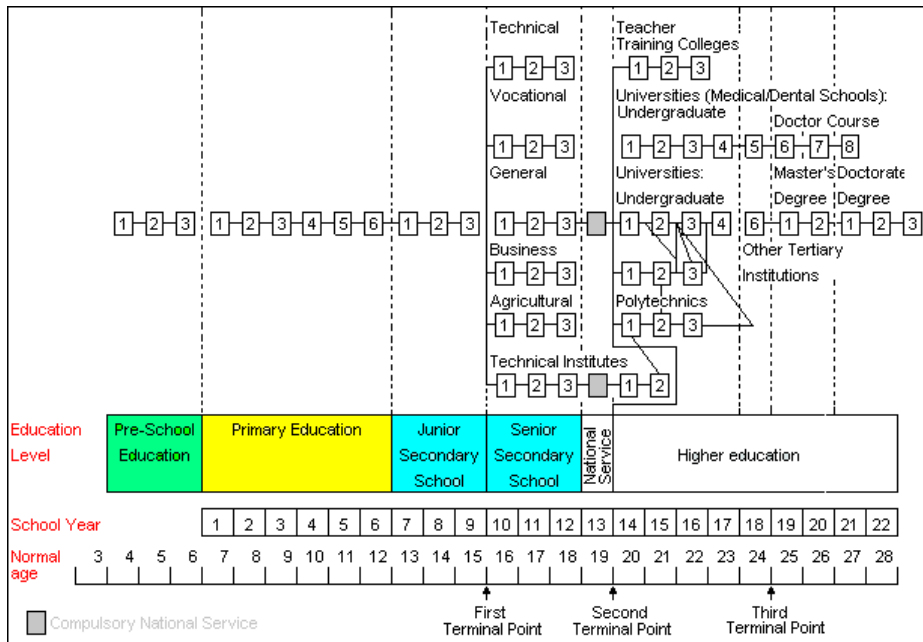 Technical
Teacher
Training Colleges
1 2 3
1 2 3
Vocational
Universities (Medical/Dental Schools):
Undergraduate
Doctor Course
1 2 3
1 2 3 4 5 6 7 8
General
Universities:
Master's Doctorate
Undergraduate
Degree Degree
1 2 3
1 2 3 4 5 6
1 2 3
1 2 3
1 2 3 4
6 1 2 1 2 3
Business
Other Tertiary
Institutions
1 2 3
1 2 3
Agricultural
Polytechnics
1 2 3
1 2 3
Technical Institutes
1 2 3
1 2
Education
Level
Pre-School
Education
Primary Education
Junior
Secondary
School
Senior
Secondary
School
National
Service
Higher education
School Year
1 2 3 4 5 6 7 8 9 10 11 12 13 14 15 16 17 18 19 20 21 22
Normal
age
3 4 5 6 7 8 9 10 11 12 13 14 15 16 17 18 19 20 21 22 23 24 25 26 27 28
Compulsory National Service
First
Terminal Point
Second
Terminal Point
Third
Terminal Point